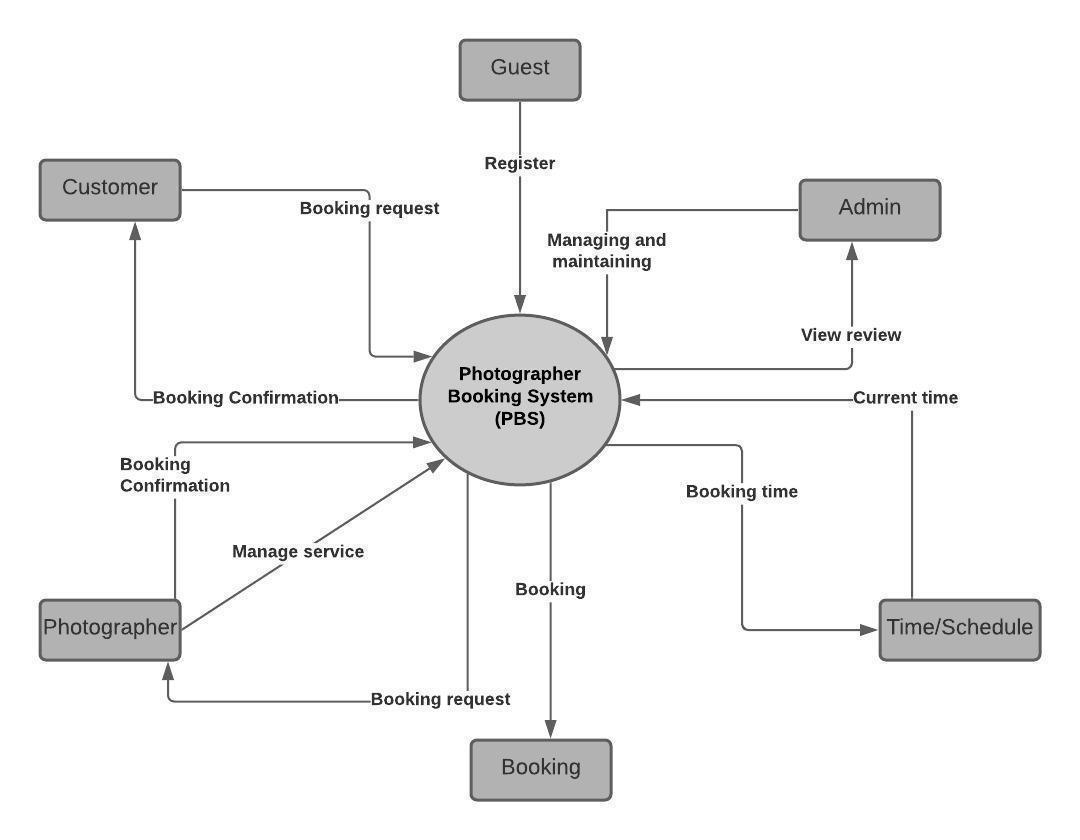 Guest
Register
Customer
Booking request
Admin
Managing and
maintaining
View review
Photographer
Booking System
(PBS)
Booking Confirmation
Current time
Booking
Confirmation
Booking time
Manage service
Booking
Photographer
Time/Schedule
Booking request
Booking